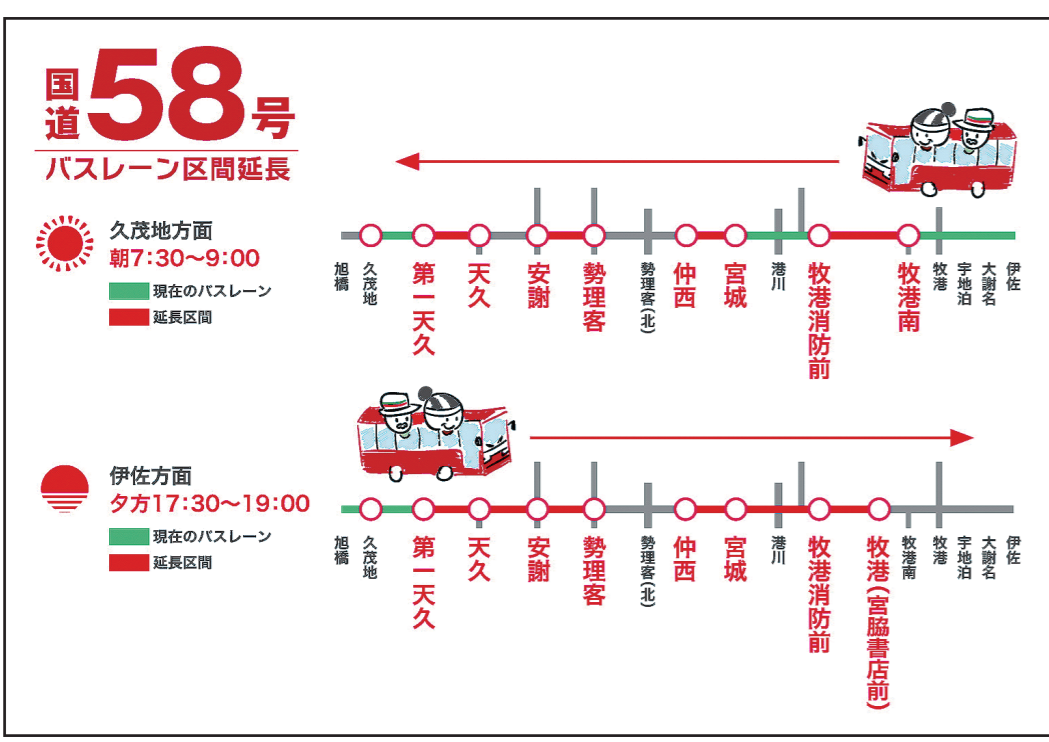 国道58号
バスレーン区間延長
久茂地方面
朝7:30～9:00
現在のバスレーン
延長区間
旭橋
久茂地
第一天久
天久
安謝
勢理客
勢理客(北)
仲西
宮城
港川
牧港消防前
牧港南
牧港
宇地泊
大謝名
伊佐
伊佐方面
夕方17:30～19:00
現在のバスレーン
延長区間
旭橋
久茂地
第一天久
天久
安謝
勢理客
勢理客(北)
仲西
宮城
港川
牧港消防前
牧港(宮脇書店前)
牧港南
牧港
宇地泊
大謝名
伊佐